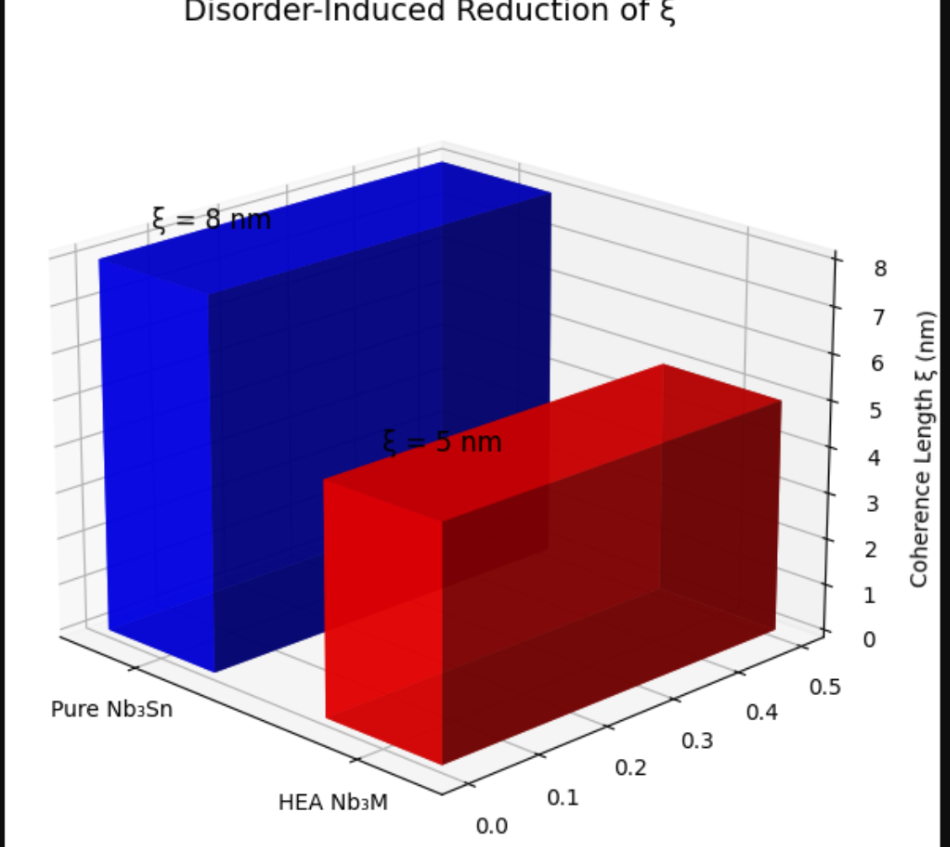 Disorder-Induced Reduction of ξ
ξ = 8 nm
ξ = 5 nm
8
7
6
5
4
3
2
1
0
Coherence Length ξ (nm)
Pure Nb₃Sn
HEA Nb₃M
0.0
0.1
0.2
0.3
0.4
0.5